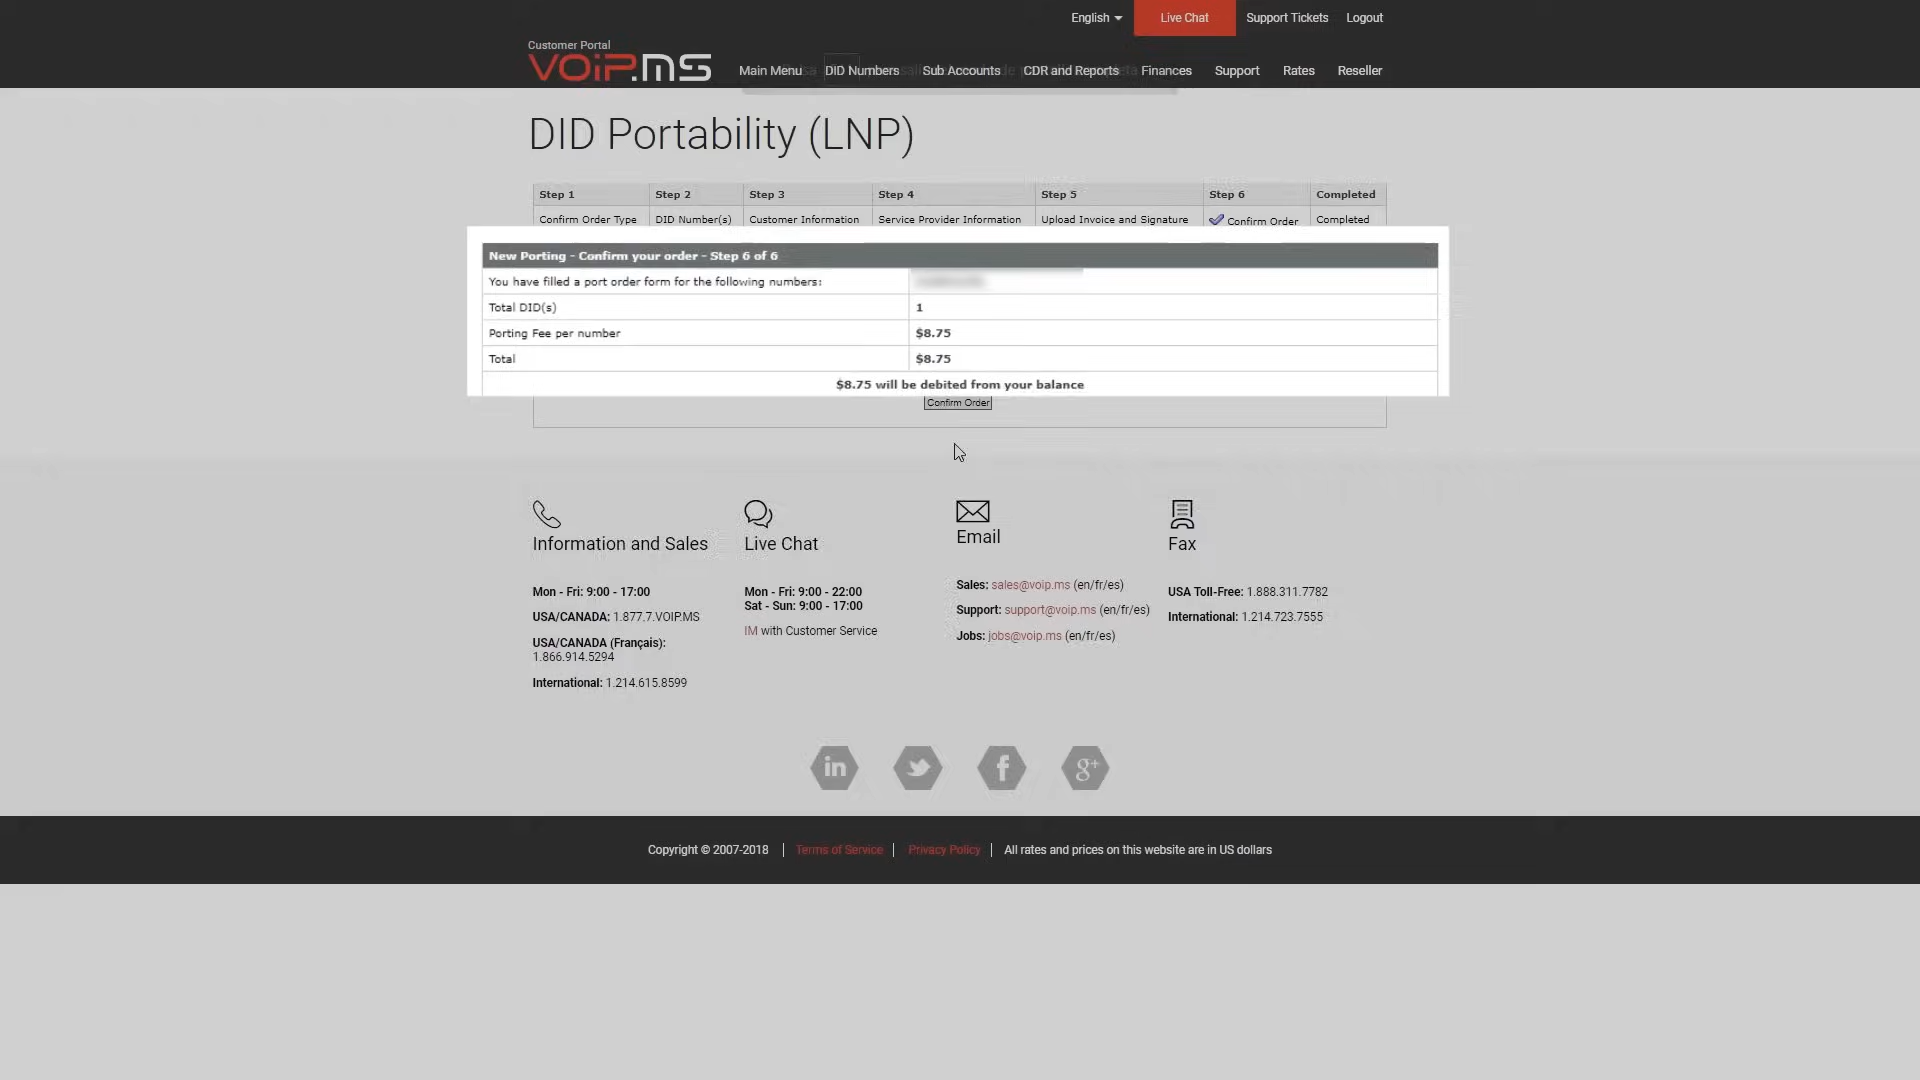 English
Live Chat
Support Tickets
Logout
Customer Portal
VOIP.MS
Main Menu
DID Numbers
Sub Accounts
CDR and Reports
Finances
Support
Rates
Reseller
DID Portability (LNP)
Step 1
Step 2
Step 3
Step 4
Step 5
Step 6
Completed
Confirm Order Type
DID Number(s)
Customer Information
Service Provider Information
Upload Invoice and Signature
Confirm Order
Completed
New Porting - Confirm your order - Step 6 of 6
You have filled a port order form for the following numbers:
Total DID(s)
1
Porting Fee per number
$8.75
Total
$8.75
$8.75 will be debited from your balance
Confirm Order
Information and Sales
Mon - Fri: 9:00 - 17:00
USA/CANADA: 1.877.7.VOIP.MS
USA/CANADA (Français):
1.866.914.5294
International: 1.214.615.8599
Live Chat
Mon - Fri: 9:00 - 22:00
Sat - Sun: 9:00 - 17:00
IM with Customer Service
Email
Sales: sales@voip.ms (en/fr/es)
Support: support@voip.ms (en/fr/es)
Jobs: jobs@voip.ms (en/fr/es)
Fax
USA Toll-Free: 1.888.311.7782
International: 1.214.723.7555
in
f
g+
Copyright © 2007-2018
Terms of Service
Privacy Policy
All rates and prices on this website are in US dollars